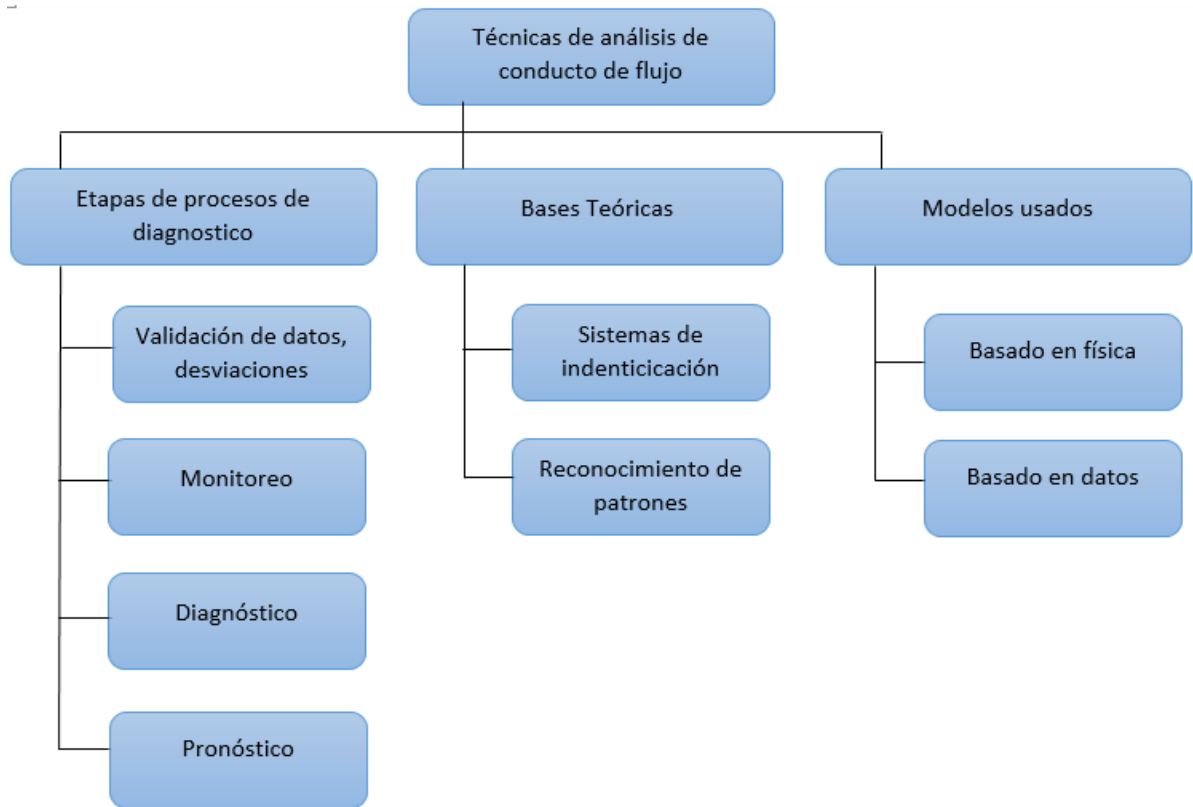 Técnicas de análisis de
conducto de flujo
Etapas de procesos de
diagnostico
Bases Teóricas
Modelos usados
Validación de datos,
desviaciones
Sistemas de
indenticicación
Basado en física
Monitoreo
Reconocimiento de
patrones
Basado en datos
Diagnóstico
Pronóstico